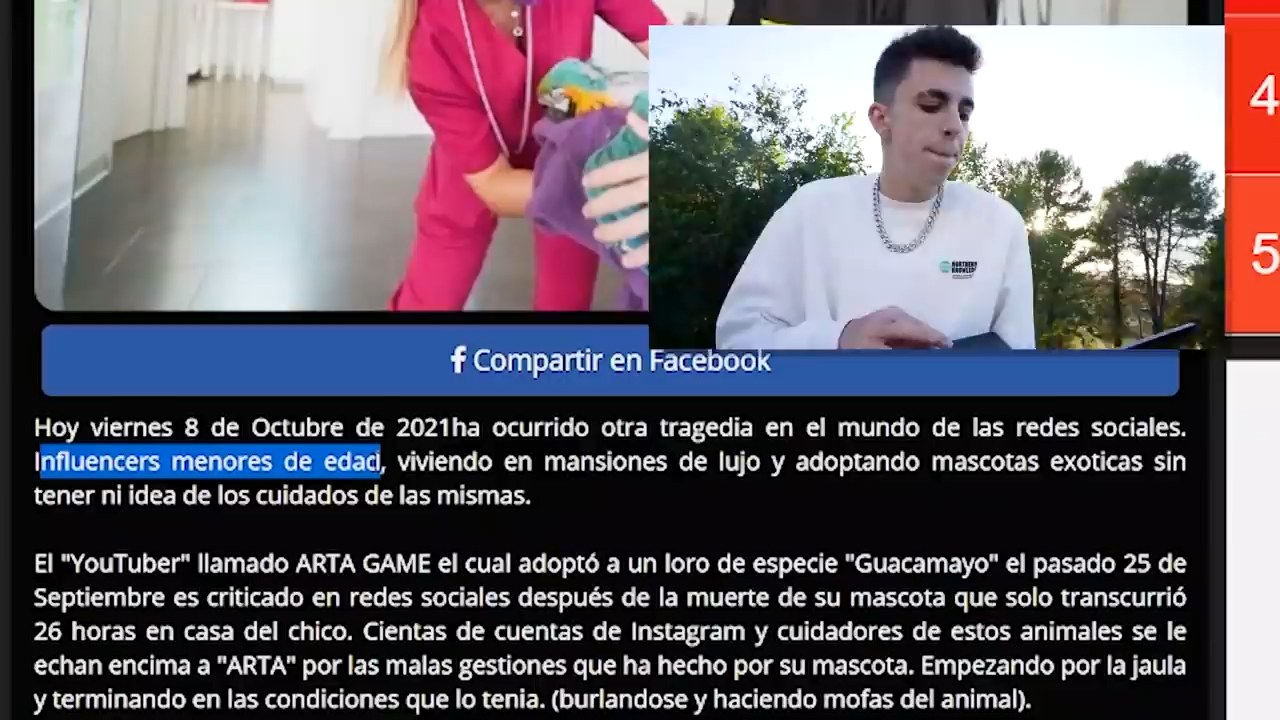 4
5
NORTHERN
Compartir en Facebook
Hoy viernes 8 de Octubre de 2021ha ocurrido otra tragedia en el mundo de las redes sociales.
Influencers menores de edad, viviendo en mansiones de lujo y adoptando mascotas exoticas sin
tener ni idea de los cuidados de las mismas.
El "YouTuber" llamado ARTA GAME el cual adoptó a un loro de especie "Guacamayo" el pasado 25 de
Septiembre es criticado en redes sociales después de la muerte de su mascota que solo transcurrió
26 horas en casa del chico. Cientas de cuentas de Instagram y cuidadores de estos animales se le
echan encima a "ARTA" por las malas gestiones que ha hecho por su mascota. Empezando por la jaula
y terminando en las condiciones que lo tenia. (burlandose y haciendo mofas del animal).